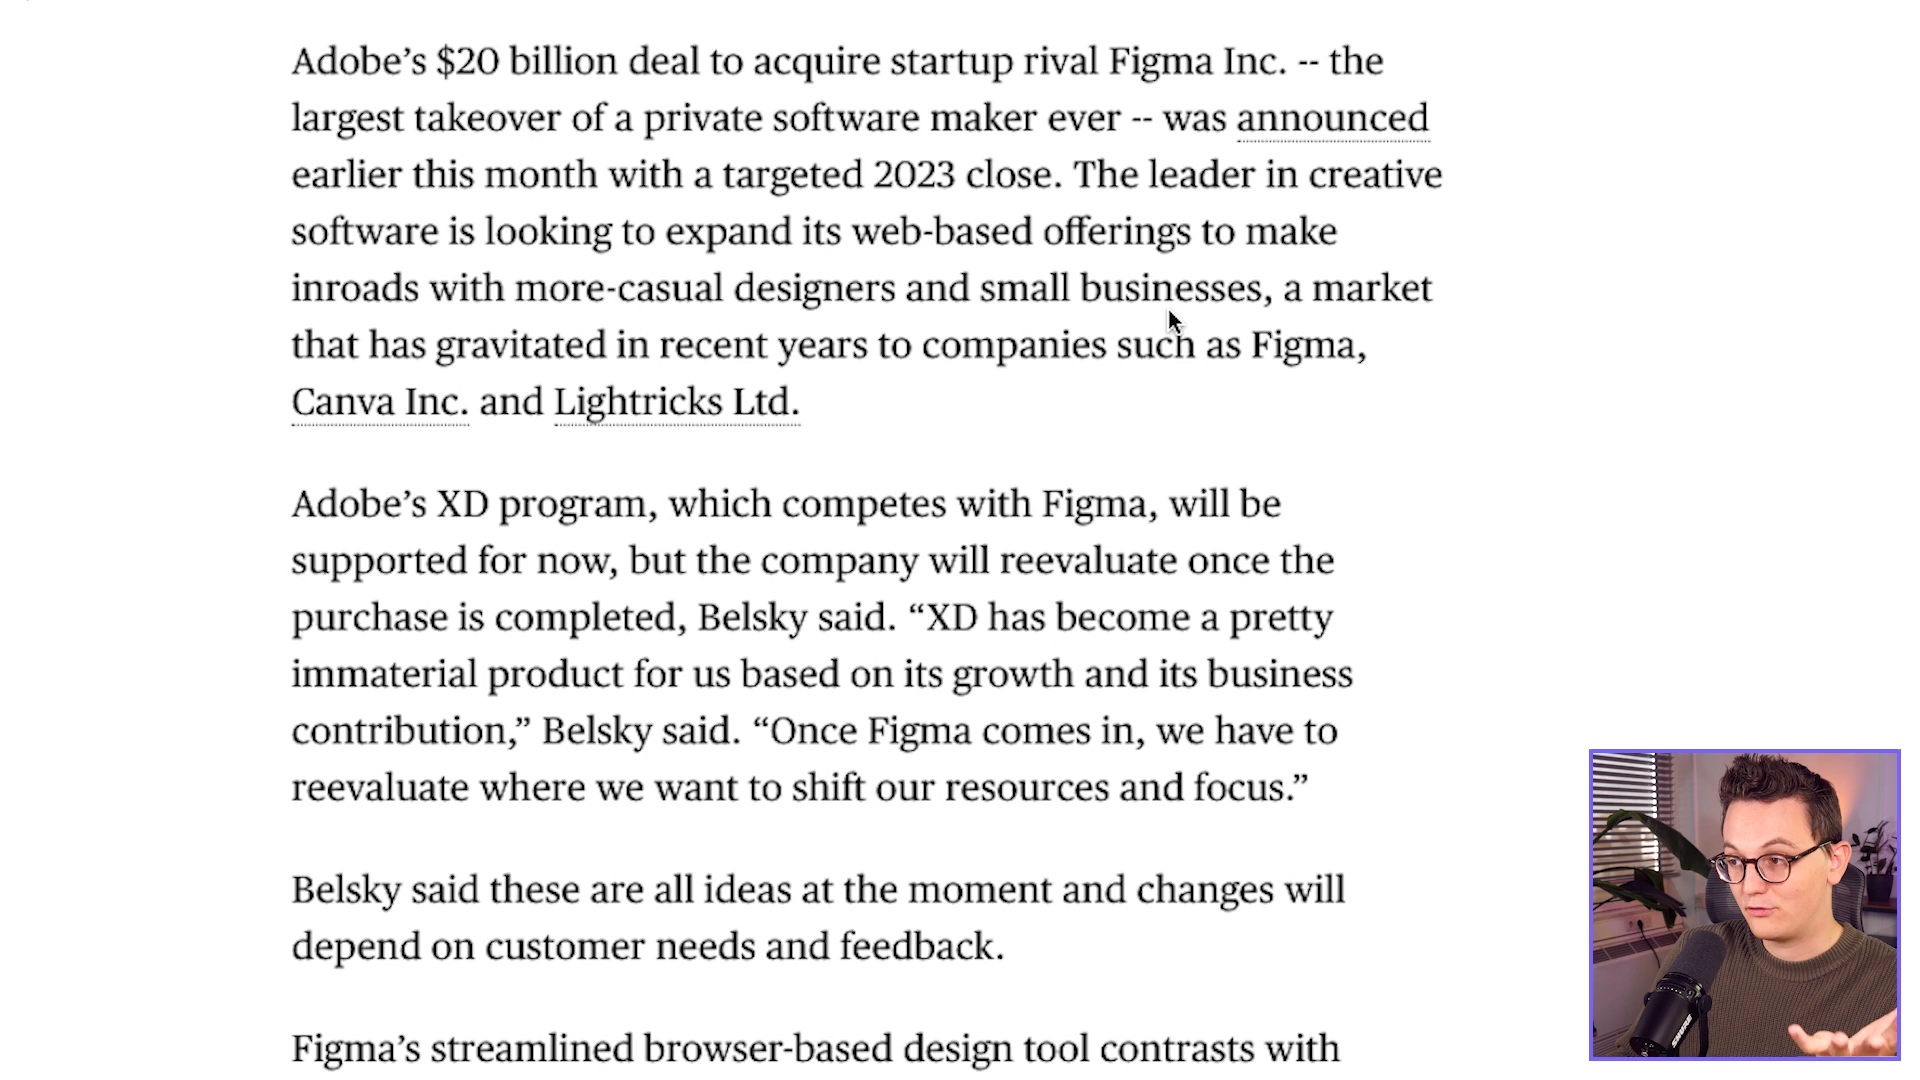 Adobe’s $20 billion deal to acquire startup rival Figma Inc. -- the
largest takeover of a private software maker ever -- was announced
earlier this month with a targeted 2023 close. The leader in creative
software is looking to expand its web-based offerings to make
inroads with more-casual designers and small businesses, a market
that has gravitated in recent years to companies such as Figma,
Canva Inc. and Lightricks Ltd.
Adobe’s XD program, which competes with Figma, will be
supported for now, but the company will reevaluate once the
purchase is completed, Belsky said. “XD has become a pretty
immaterial product for us based on its growth and its business
contribution,” Belsky said. “Once Figma comes in, we have to
reevaluate where we want to shift our resources and focus.”
Belsky said these are all ideas at the moment and changes will
depend on customer needs and feedback.
Figma’s streamlined browser-based design tool contrasts with
SHURE